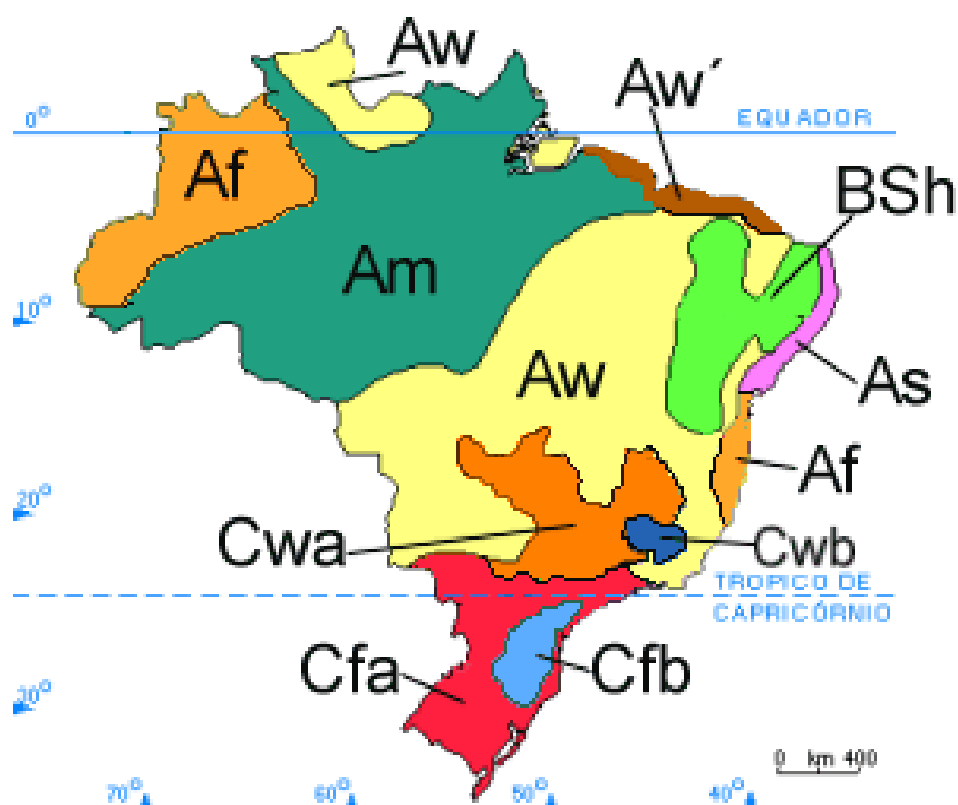 Aw
Aw´
0°
EQUADOR
Af
BSh
Am
10°
Aw
As
Af
20°
Cwa
Cwb
TROPICO DE
CAPRICÓRNIO
Cfa
Cfb
30°
0 km 400
70°
60°
50°
40°